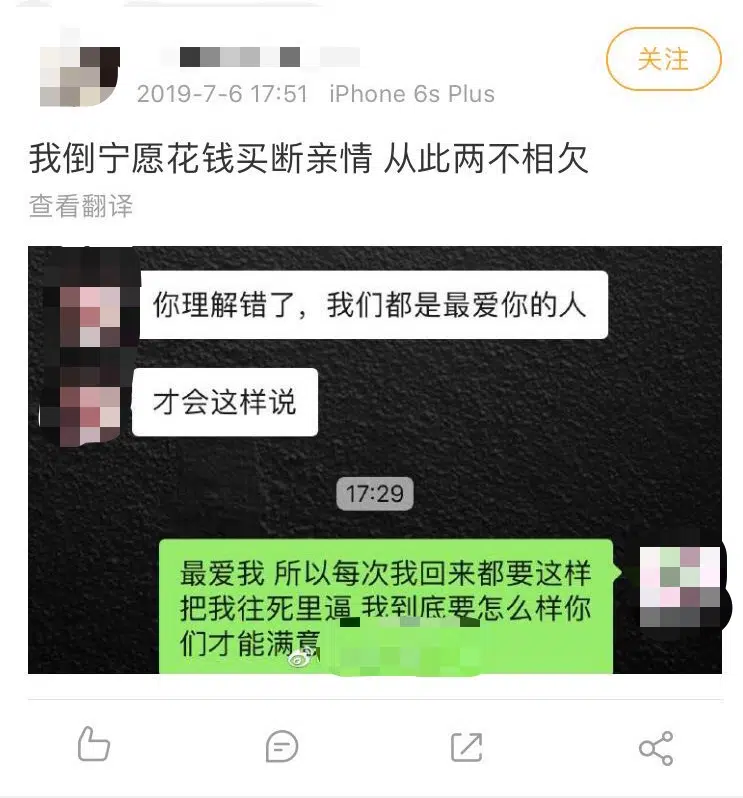 2019-7-6 17:51 iPhone 6s Plus
关注
我倒宁愿花钱买断亲情 从此两不相欠
查看翻译
你理解错了，我们都是最爱你的人
才会这样说
17:29
最爱我 所以每次我回来都要这样
把我往死里逼 我到底要怎么样你
们才能满意